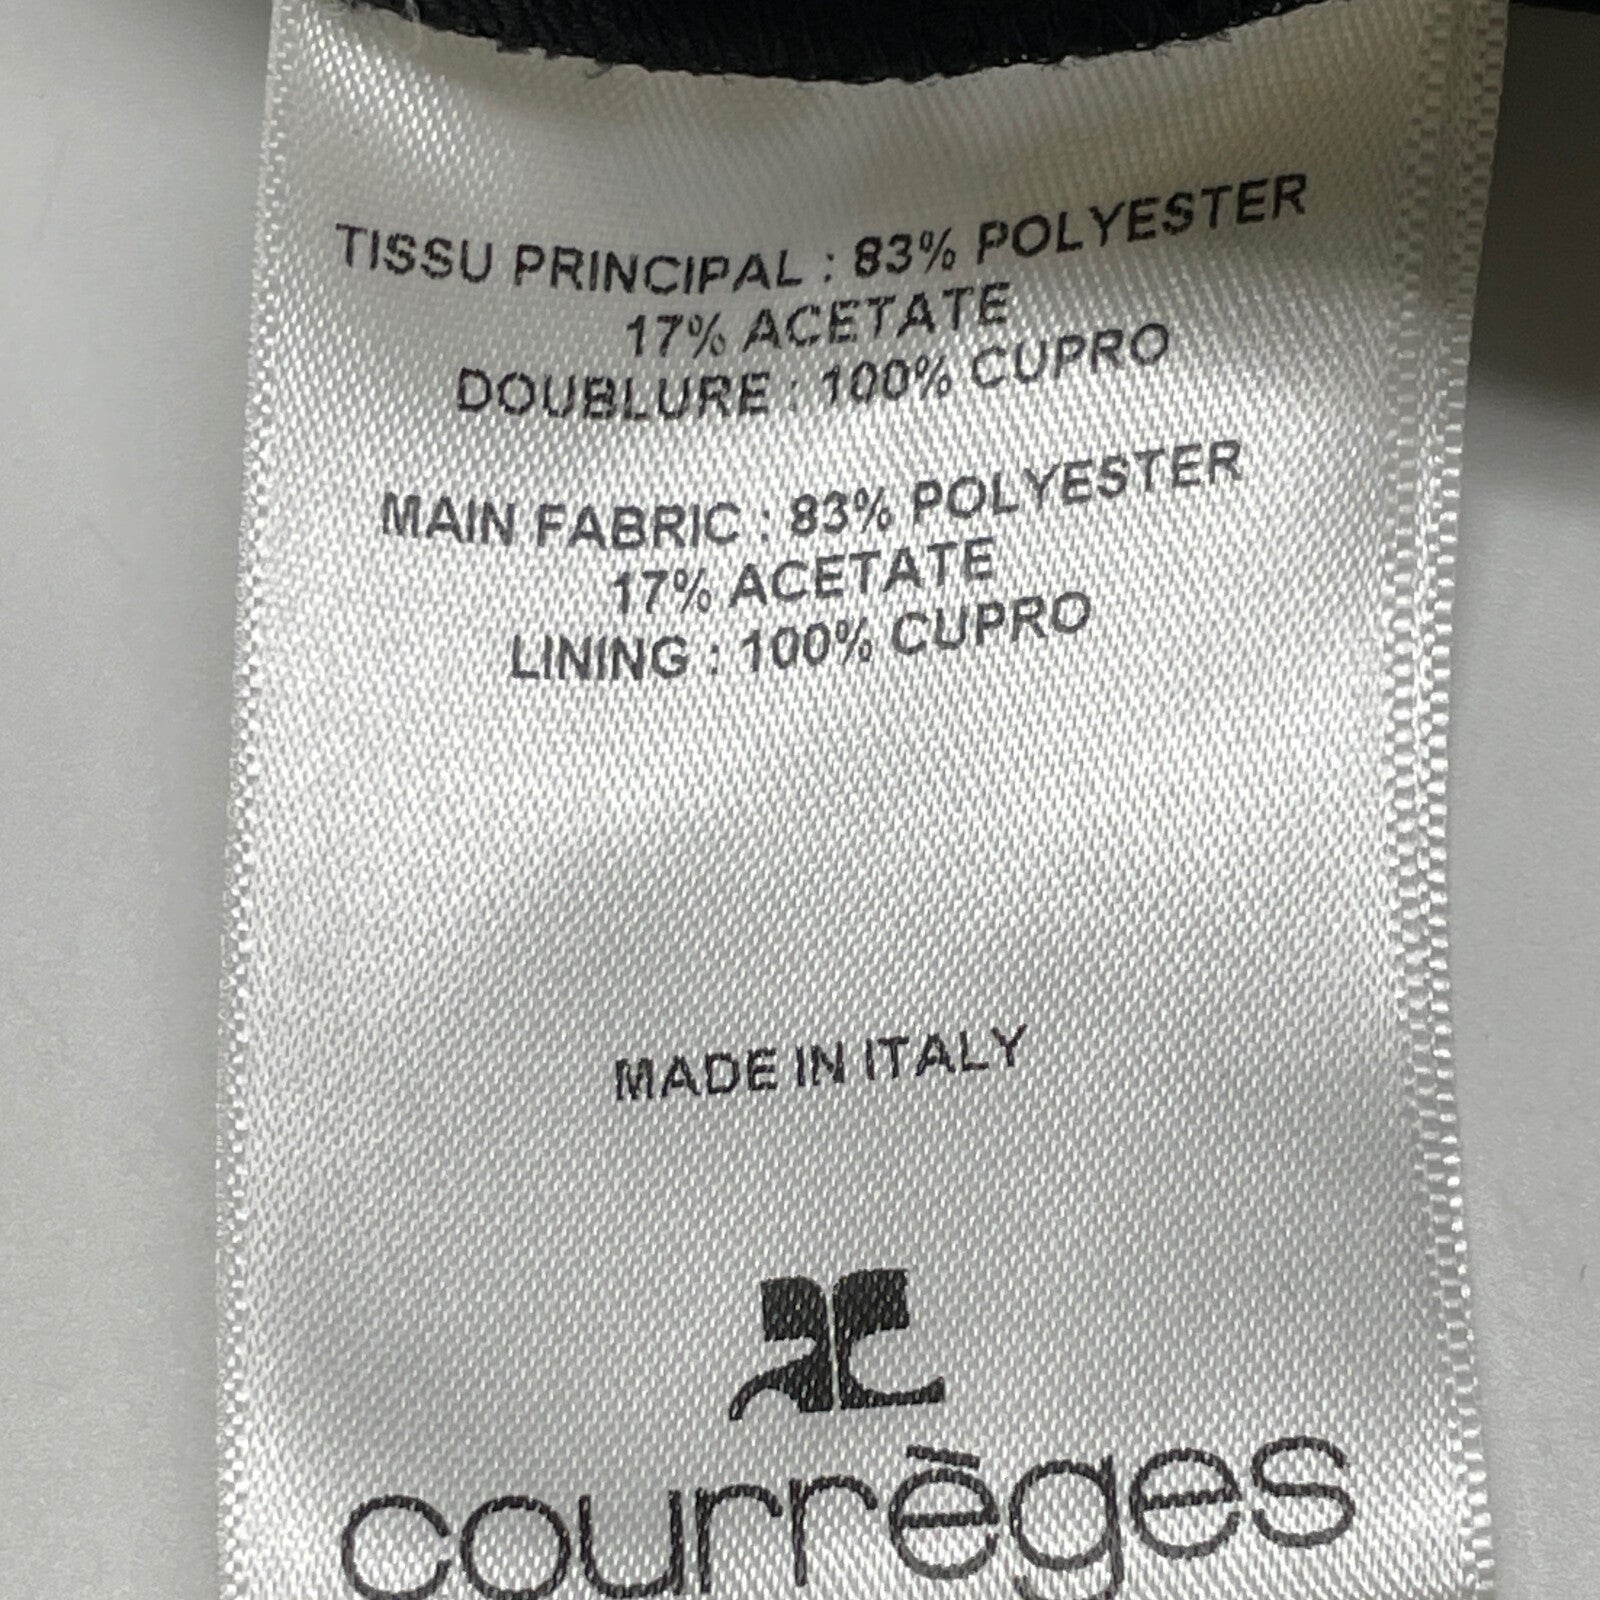 TISSU PRINCIPAL : 83% POLYESTER
17% ACETATE
DOUBLURE : 100% CUPRO
MAIN FABRIC : 83% POLYESTER
17% ACETATE
LINING : 100% CUPRO
MADE IN ITALY
courrèges